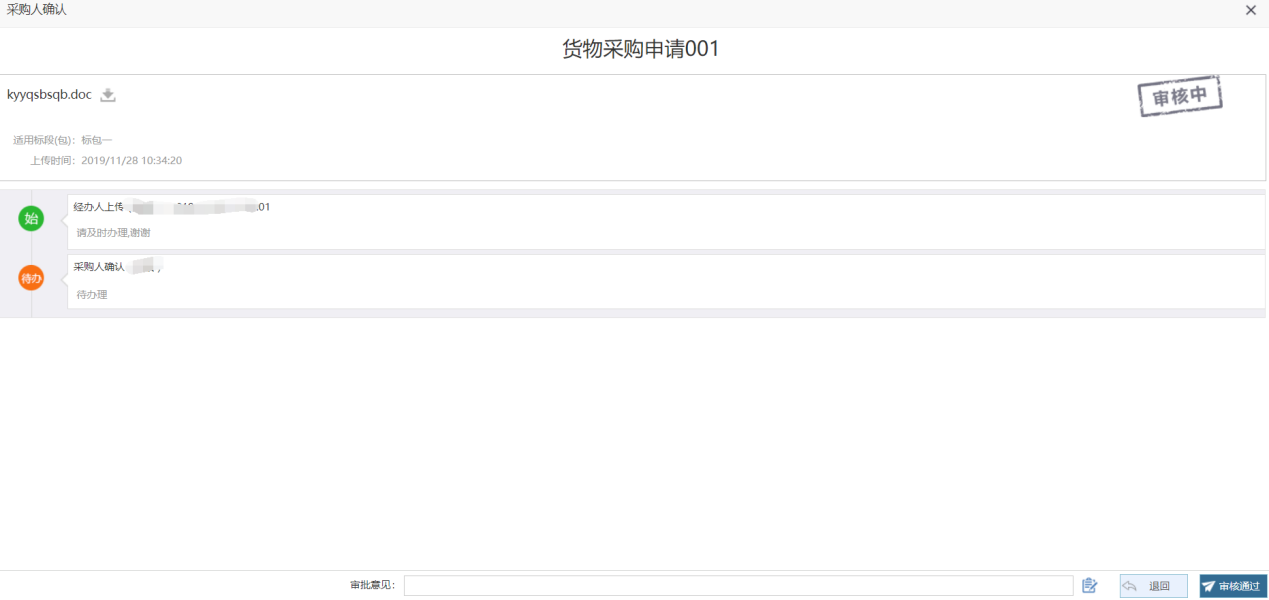 采购人确认
货物采购申请001
kyyqsbsqb.doc
审核中
适用标段(包)：标包一
上传时间：2019/11/28 10:34:20
始
经办人上传 01
请及时办理,谢谢
待办
采购人确认
待办理
审批意见：
退回
审核通过